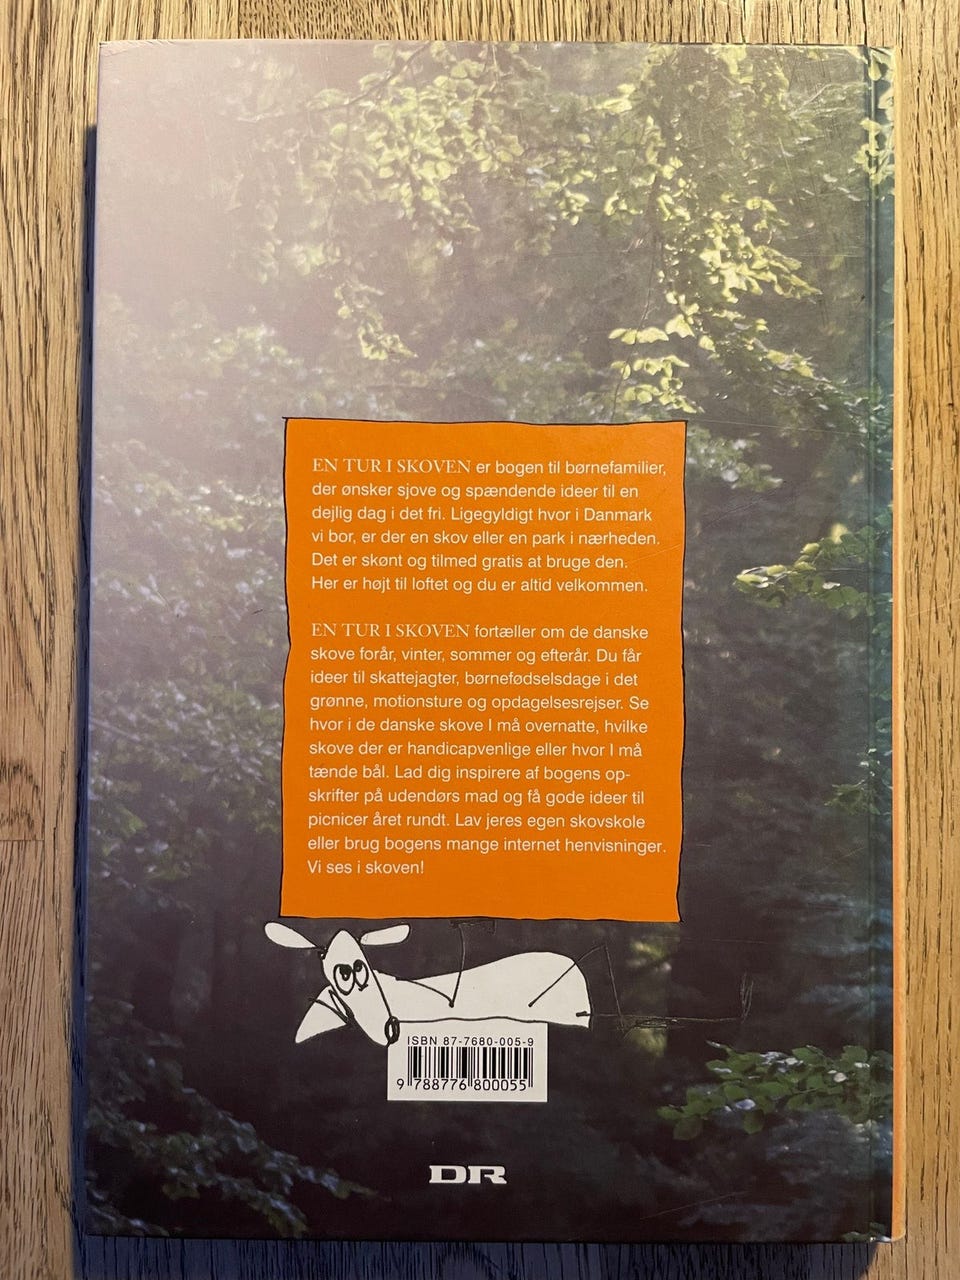 EN TUR I SKOVEN er bogen til børnefamilier,
der ønsker sjove og spændende ideer til en
dejlig dag i det fri. Ligegyldigt hvor i Danmark
vi bor, er der en skov eller en park i nærheden.
Det er skønt og tilmed gratis at bruge den.
Her er højt til loftet og du er altid velkommen.
EN TUR I SKOVEN fortæller om de danske
skove forår, vinter, sommer og efterår. Du får
ideer til skattejagter, børnefødselsdage i det
grønne, motionsture og opdagelsesrejser. Se
hvor i de danske skove I må overnatte, hvilke
skove der er handicapvenlige eller hvor I må
tænde bål. Lad dig inspirere af bogens op-
skrifter på udendørs mad og få gode ideer til
picnicer året rundt. Lav jeres egen skovskole
eller brug bogens mange internet henvisninger.
Vi ses i skoven!
ISBN 87-7680-005-9
9 788776 800055
DR